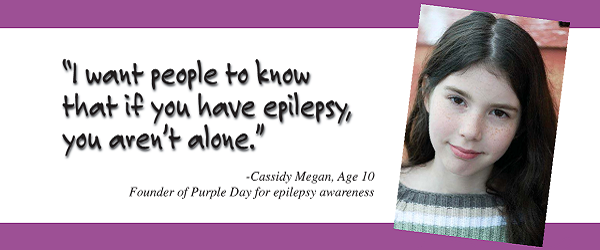 “I want people to know
that if you have epilepsy,
you aren’t alone.”
-Cassidy Megan, Age 10
Founder of Purple Day for epilepsy awareness